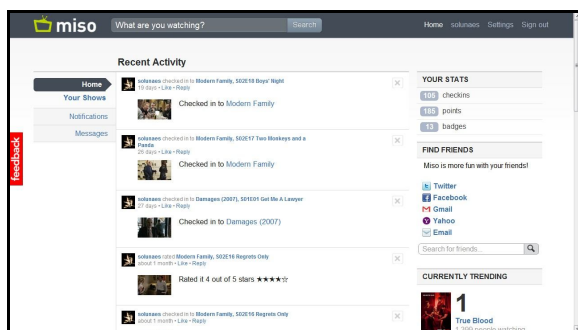 miso
What are you watching?
Search
Home solunaes Settings Sign out
Recent Activity
Home
Your Shows
Notifications
Messages
feedback
solunaes checked in to Modern Family, S02E18 Boys' Night
19 days • Like • Reply
Checked in to Modern Family
solunaes checked in to Modern Family, S02E17 Two Monkeys and a
Panda
25 days • Like • Reply
Checked in to Modern Family
solunaes checked in to Damages (2007), S01E01 Get Me A Lawyer
27 days • Like • Reply
Checked in to Damages (2007)
solunaes rated Modern Family, S02E16 Regrets Only
about 1 month • Like • Reply
Rated it 4 out of 5 stars ★★★★☆
solunaes checked in to Modern Family, S02E16 Regrets Only
about 1 month • Like • Reply
YOUR STATS
105 checkins
185 points
13 badges
FIND FRIENDS
Miso is more fun with your friends!
Twitter
Facebook
Gmail
Yahoo
Email
Search for friends...
CURRENTLY TRENDING
1
True Blood
1,299 people watching